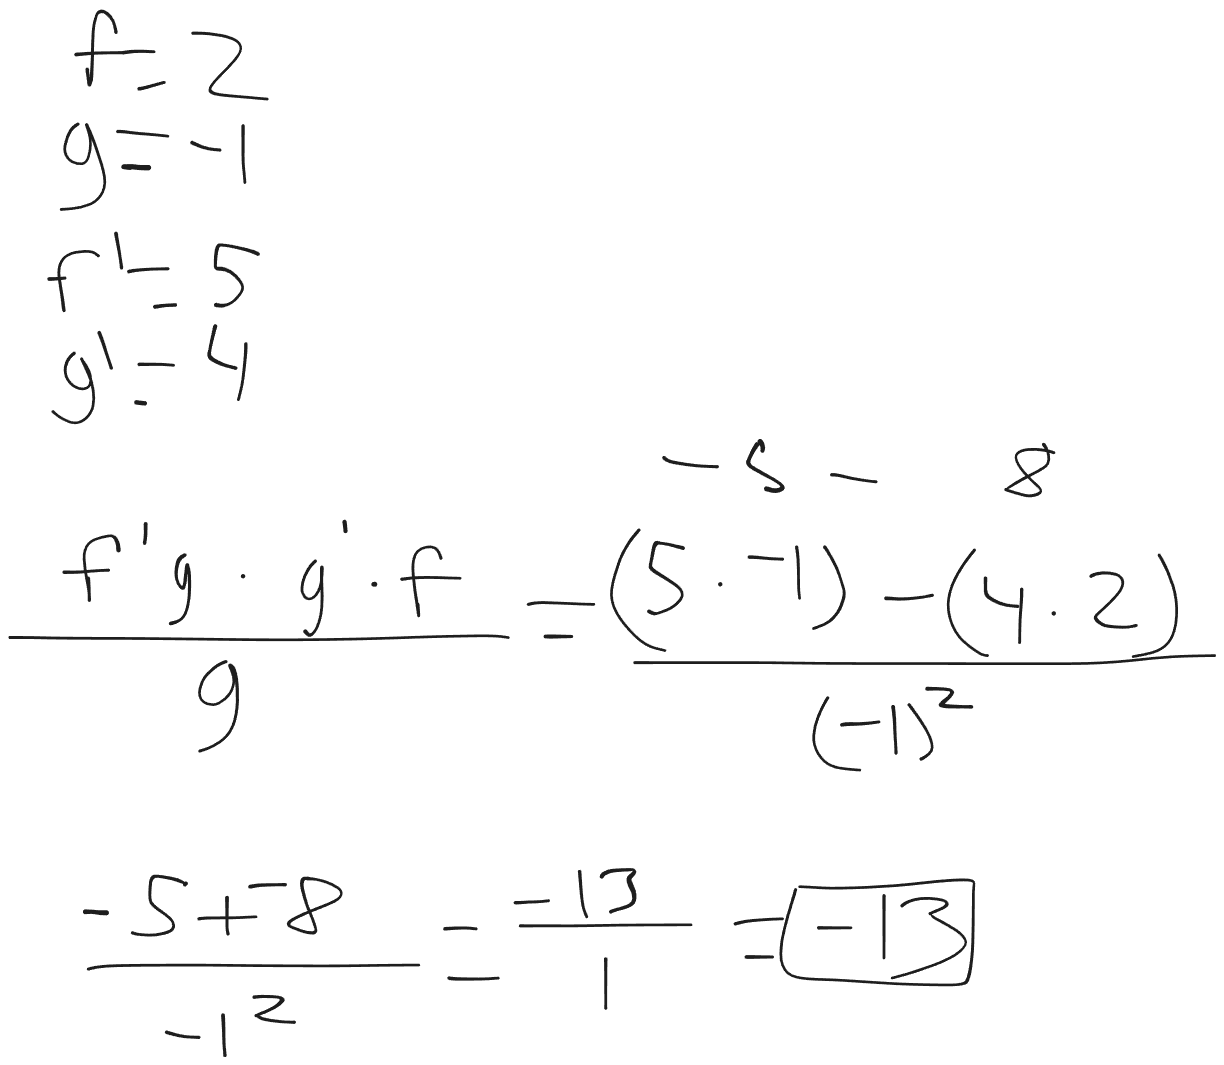 f = 2
g = -1
f' = 5
g' = 4
-5 - 8
f'g · g' · f / g = (5 · -1) - (4 · 2) / (-1)²
-5 + -8 / -1² = -13 / 1 = -13